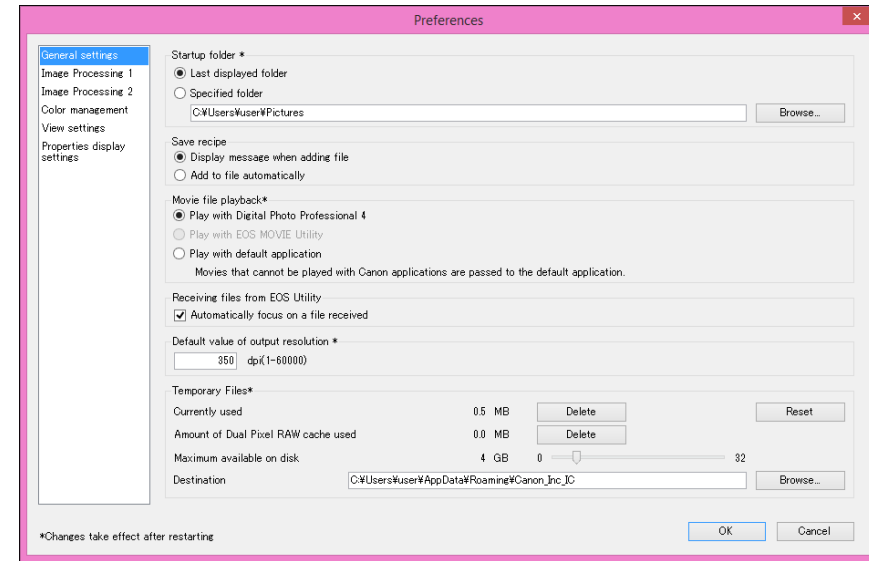 Preferences
General settings
Image Processing 1
Image Processing 2
Color management
View settings
Properties display
settings
Startup folder *
Last displayed folder
Specified folder
C:¥Users¥user¥Pictures
Browse...
Save recipe
Display message when adding file
Add to file automatically
Movie file playback*
Play with Digital Photo Professional 4
Play with EOS MOVIE Utility
Play with default application
Movies that cannot be played with Canon applications are passed to the default application.
Receiving files from EOS Utility
Automatically focus on a file received
Default value of output resolution *
350 dpi(1-60000)
Temporary Files*
Currently used 0.5 MB Delete Reset
Amount of Dual Pixel RAW cache used 0.0 MB Delete
Maximum available on disk 4 GB 0 32
Destination C:¥Users¥user¥AppData¥Roaming¥Canon_Inc_IC Browse...
*Changes take effect after restarting
OK Cancel